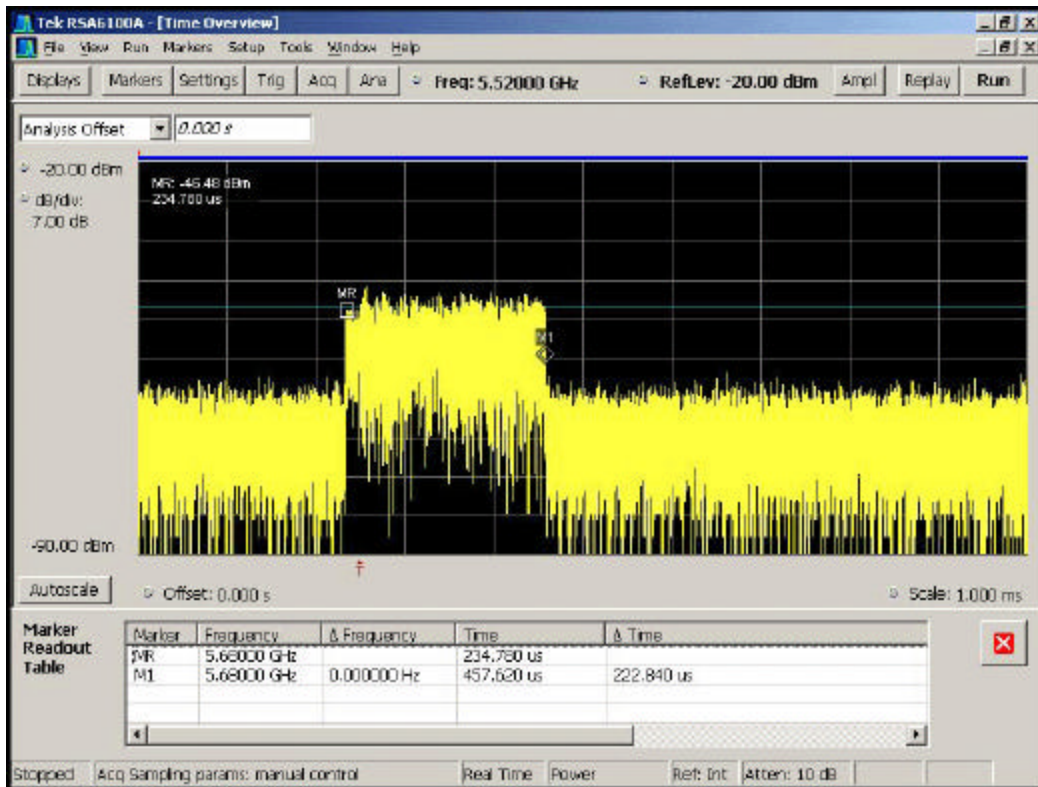 Tek RSA6100A - [Time Overview]
File View Run Markers Setup Tools Window Help
Displays Markers Settings Trig Acq Ana Freq: 5.52000 GHz RefLev: -20.00 dBm Ampl Replay Run
Analysis Offset 0.000 s
-20.00 dBm
dB/div:
7.00 dB
MR: -46.48 dBm
234.780 us
MR
M1
-90.00 dBm
Autoscale Offset: 0.000 s Scale: 1.000 ms
Marker Readout Table
Marker Frequency Δ Frequency Time Δ Time
MR 5.68000 GHz 234.780 us
M1 5.68000 GHz 0.000000 Hz 457.620 us 222.840 us
Stopped Acq Sampling params: manual control Real Time Power Ref: Int Atten: 10 dB